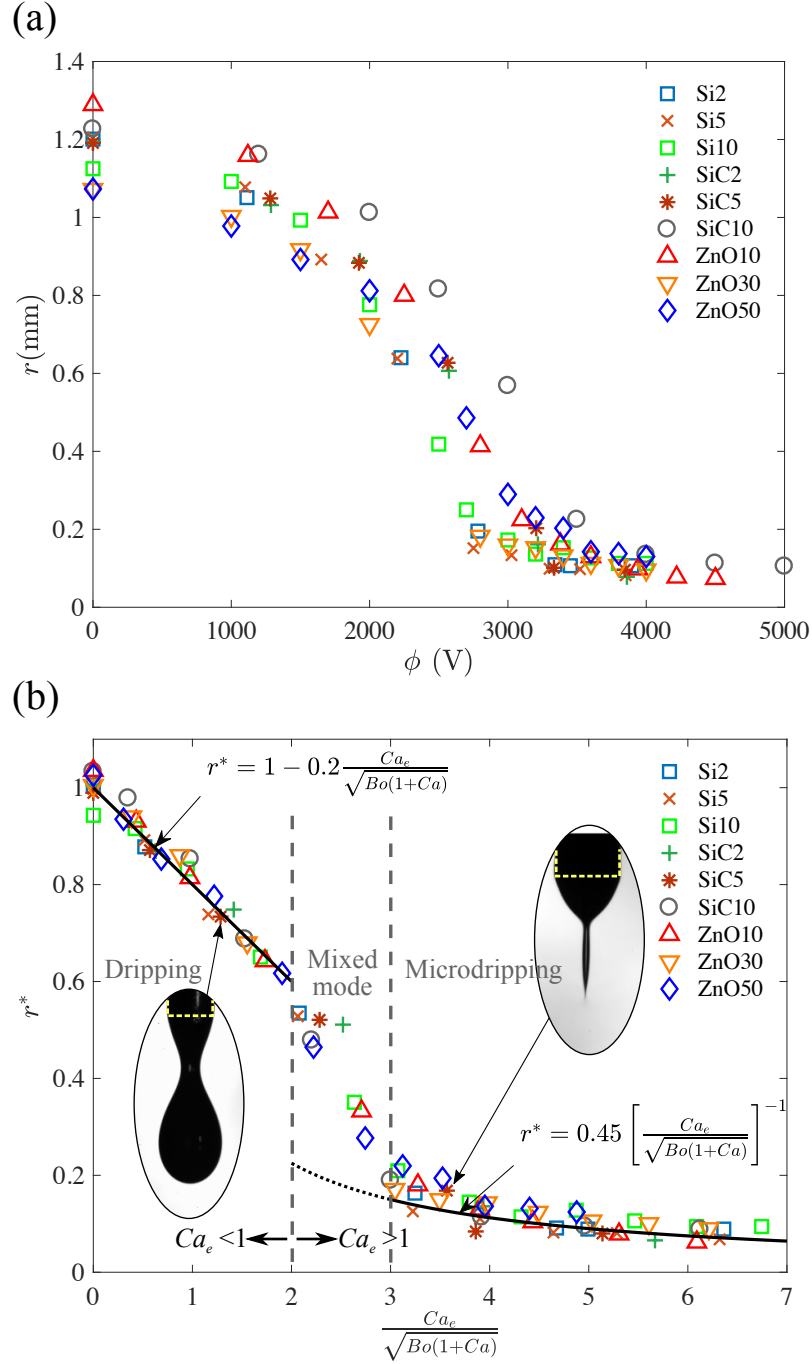 (a)
1.4
1.2
1
0.8
0.6
0.4
0.2
0
r(mm)
0 1000 2000 3000 4000 5000
ϕ (V)
Si2
Si5
Si10
SiC2
SiC5
SiC10
ZnO10
ZnO30
ZnO50
(b)
1
0.8
0.6
0.4
0.2
0
r*
r* = 1 − 0.2 Ca_e/√Bo(1+Ca)
Si2
Si5
Si10
SiC2
SiC5
SiC10
ZnO10
ZnO30
ZnO50
Dripping
Mixed
mode
Microdripping
r* = 0.45 [Ca_e/√Bo(1+Ca)]^−1
Ca_e <1
Ca_e >1
0 1 2 3 4 5 6 7
Ca_e/√Bo(1+Ca)